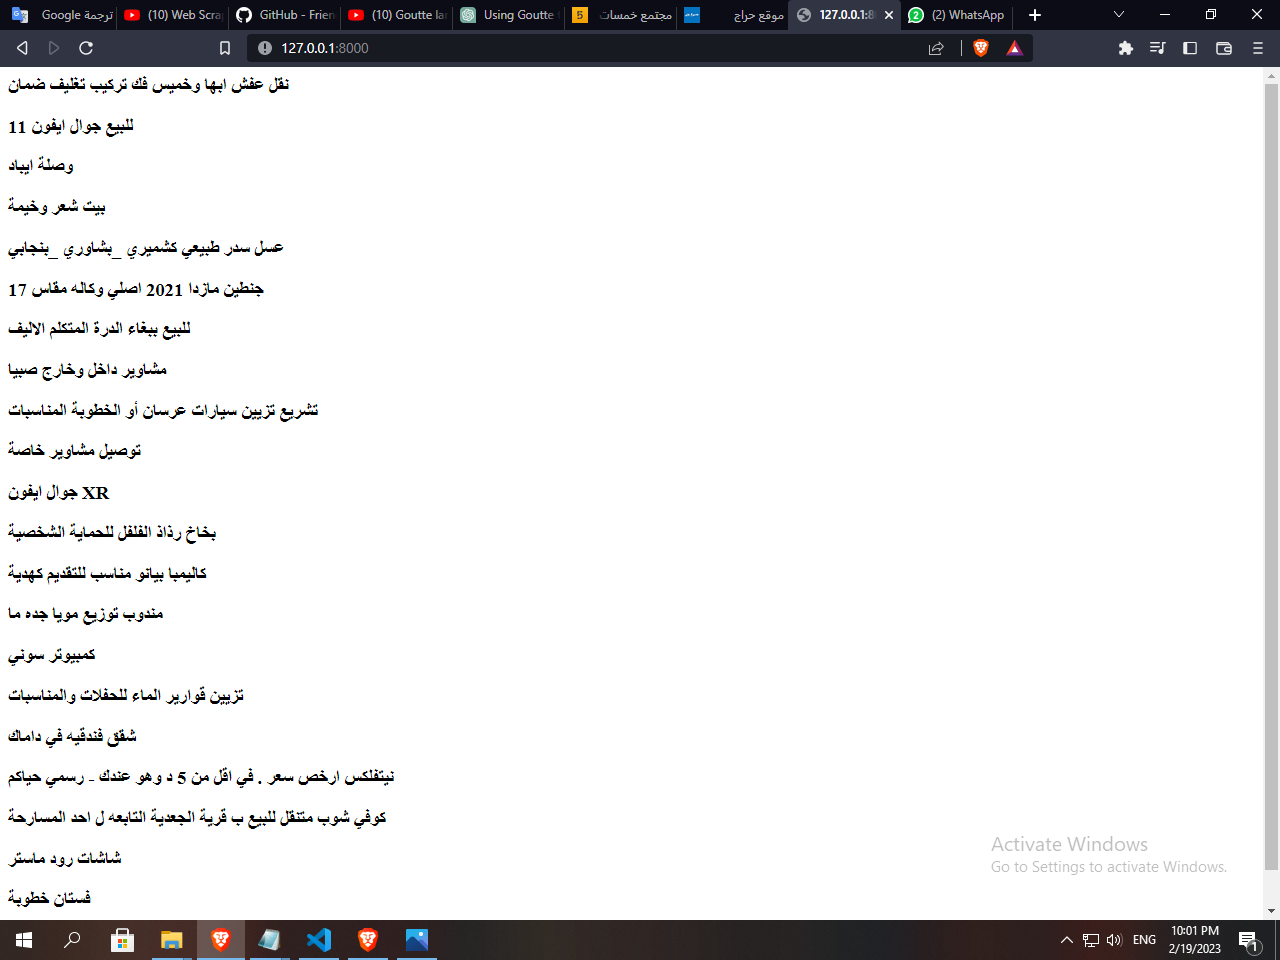 ترجمة Google
(10) Web Scra
GitHub - Frien
(10) Goutte lar
Using Goutte
مجتمع خمسات
موقع حراج
127.0.0.1:8
(2) WhatsApp
127.0.0.1:8000
نقل عفش ابها وخميس فك تركيب تغليف ضمان
للبيع جوال ايفون 11
وصلة ايباد
بيت شعر وخيمة
عسل سدر طبيعي كشميري _بشاوري _بنجابي
جنطين مازدا 2021 اصلي وكاله مقاس 17
للبيع ببغاء الدرة المتكلم الاليف
مشاوير داخل وخارج صبيا
تشريع تزيين سيارات عرسان أو الخطوبة المناسبات
توصيل مشاوير خاصة
جوال ايفون XR
بخاخ رذاذ الفلفل للحماية الشخصية
كاليمبا بيانو مناسب للتقديم كهدية
مندوب توزيع مويا جده ما
كمبيوتر سوني
تزيين قوارير الماء للحفلات والمناسبات
شقق فندقيه في داماك
نيتفلكس ارخص سعر . في اقل من 5 د وهو عندك - رسمي حياكم
كوفي شوب متنقل للبيع ب قرية الجعدية التابعه ل احد المسارحة
شاشات رود ماستر
فستان خطوبة
Activate Windows
Go to Settings to activate Windows.
ENG
10:01 PM
2/19/2023
1